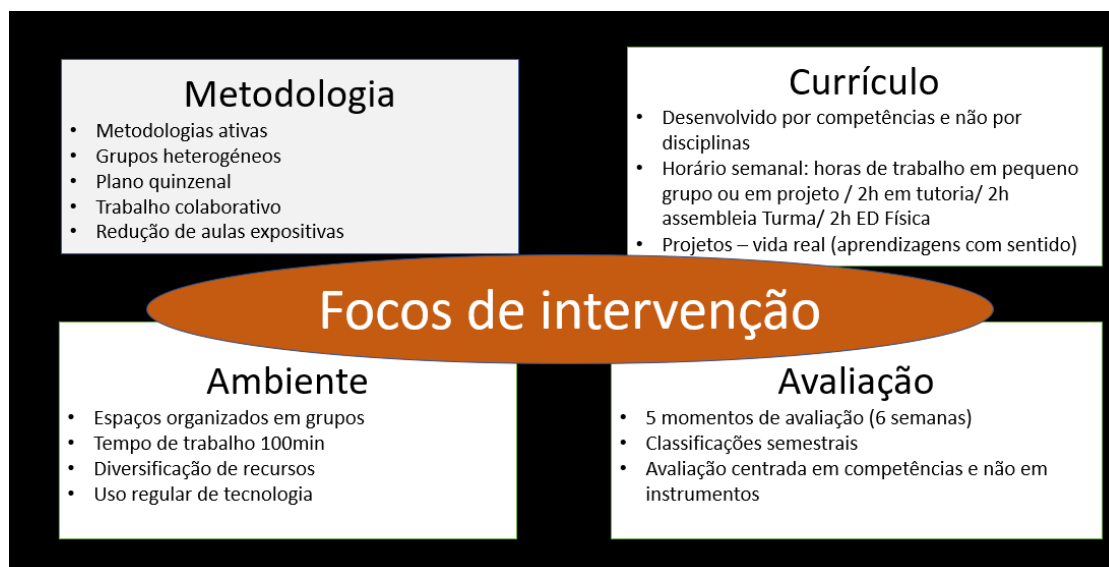 Metodologia
• Metodologias ativas
• Grupos heterogéneos
• Plano quinzenal
• Trabalho colaborativo
• Redução de aulas expositivas
Currículo
• Desenvolvido por competências e não por
disciplinas
• Horário semanal: horas de trabalho em pequeno
grupo ou em projeto / 2h em tutoria/ 2h
assembleia Turma/ 2h ED Física
• Projetos – vida real (aprendizagens com sentido)
Focos de intervenção
Ambiente
• Espaços organizados em grupos
• Tempo de trabalho 100min
• Diversificação de recursos
• Uso regular de tecnologia
Avaliação
• 5 momentos de avaliação (6 semanas)
• Classificações semestrais
• Avaliação centrada em competências e não em
instrumentos